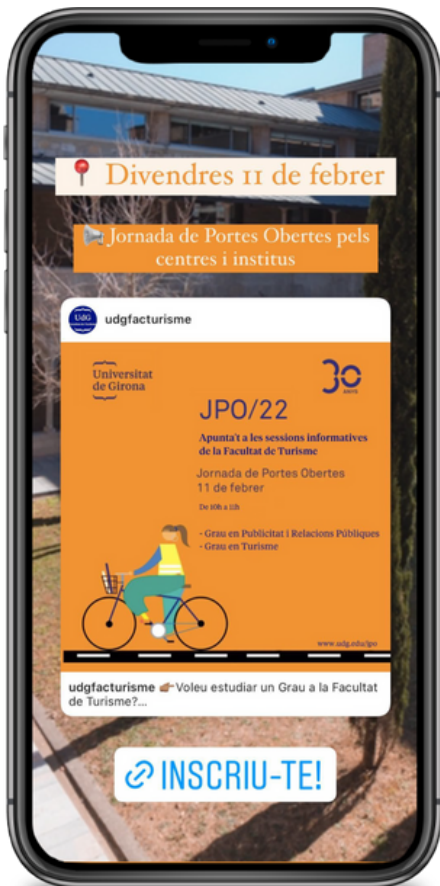 Divendres 11 de febrer
Jornada de Portes Obertes pels
centres i institus
UdG
udgfacturisme
Universitat
de Girona
30
ANYS
JPO/22
Apunta't a les sessions informatives
de la Facultat de Turisme
Jornada de Portes Obertes
11 de febrer
De 10h a 11h
- Grau en Publicitat i Relacions Públiques
- Grau en Turisme
www.udg.edu/jpo
udgfacturisme Voleu estudiar un Grau a la Facultat
de Turisme?...
INSCRIU-TE!